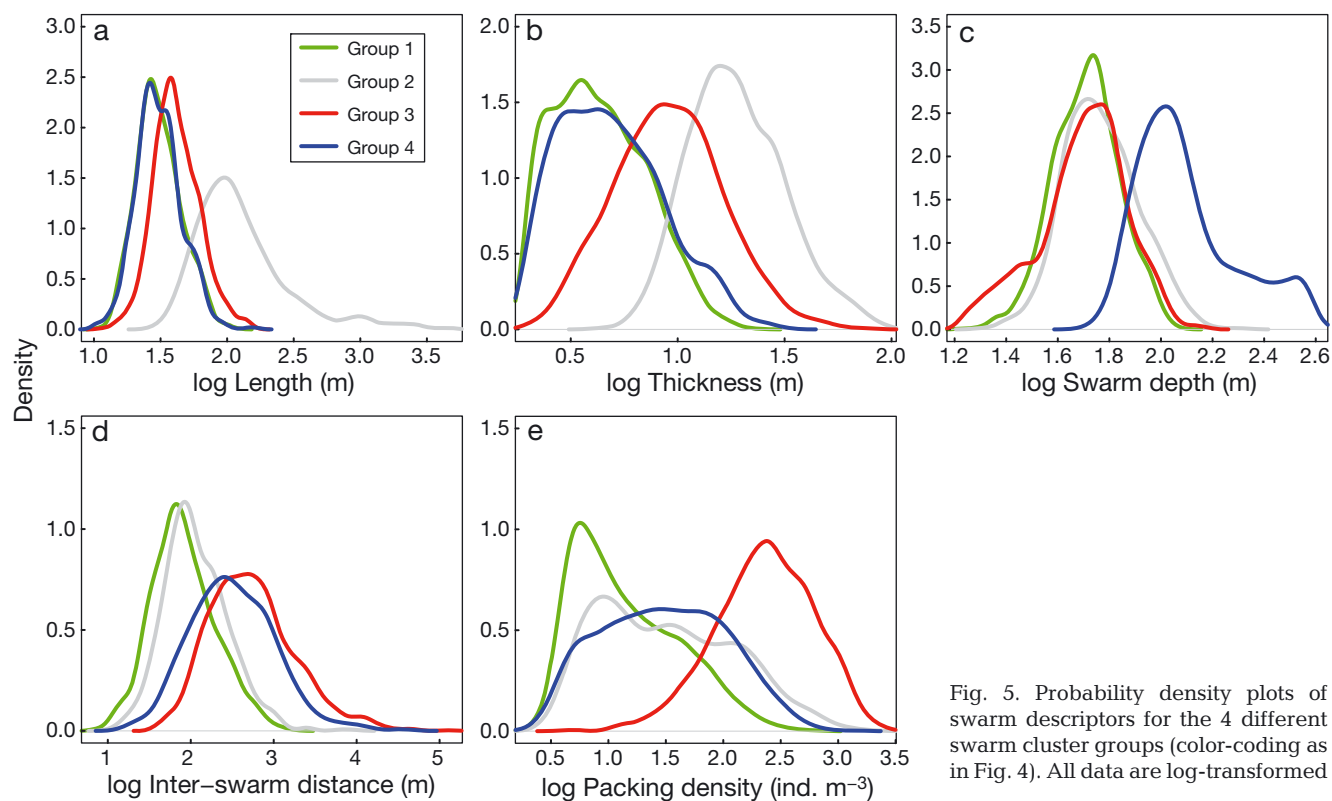 a
3.0
2.5
2.0
1.5
1.0
0.5
0.0
1.0 1.5 2.0 2.5 3.0 3.5
log Length (m)
Group 1
Group 2
Group 3
Group 4
b
2.0
1.5
1.0
0.5
0.0
0.5 1.0 1.5 2.0
log Thickness (m)
c
3.5
3.0
2.5
2.0
1.5
1.0
0.5
0.0
1.2 1.4 1.6 1.8 2.0 2.2 2.4 2.6
log Swarm depth (m)
Density
d
1.5
1.0
0.5
0.0
1 2 3 4 5
log Inter–swarm distance (m)
e
1.5
1.0
0.5
0.0
0.5 1.0 1.5 2.0 2.5 3.0 3.5
log Packing density (ind. m–3)
Fig. 5. Probability density plots of
swarm descriptors for the 4 different
swarm cluster groups (color-coding as
in Fig. 4). All data are log-transformed